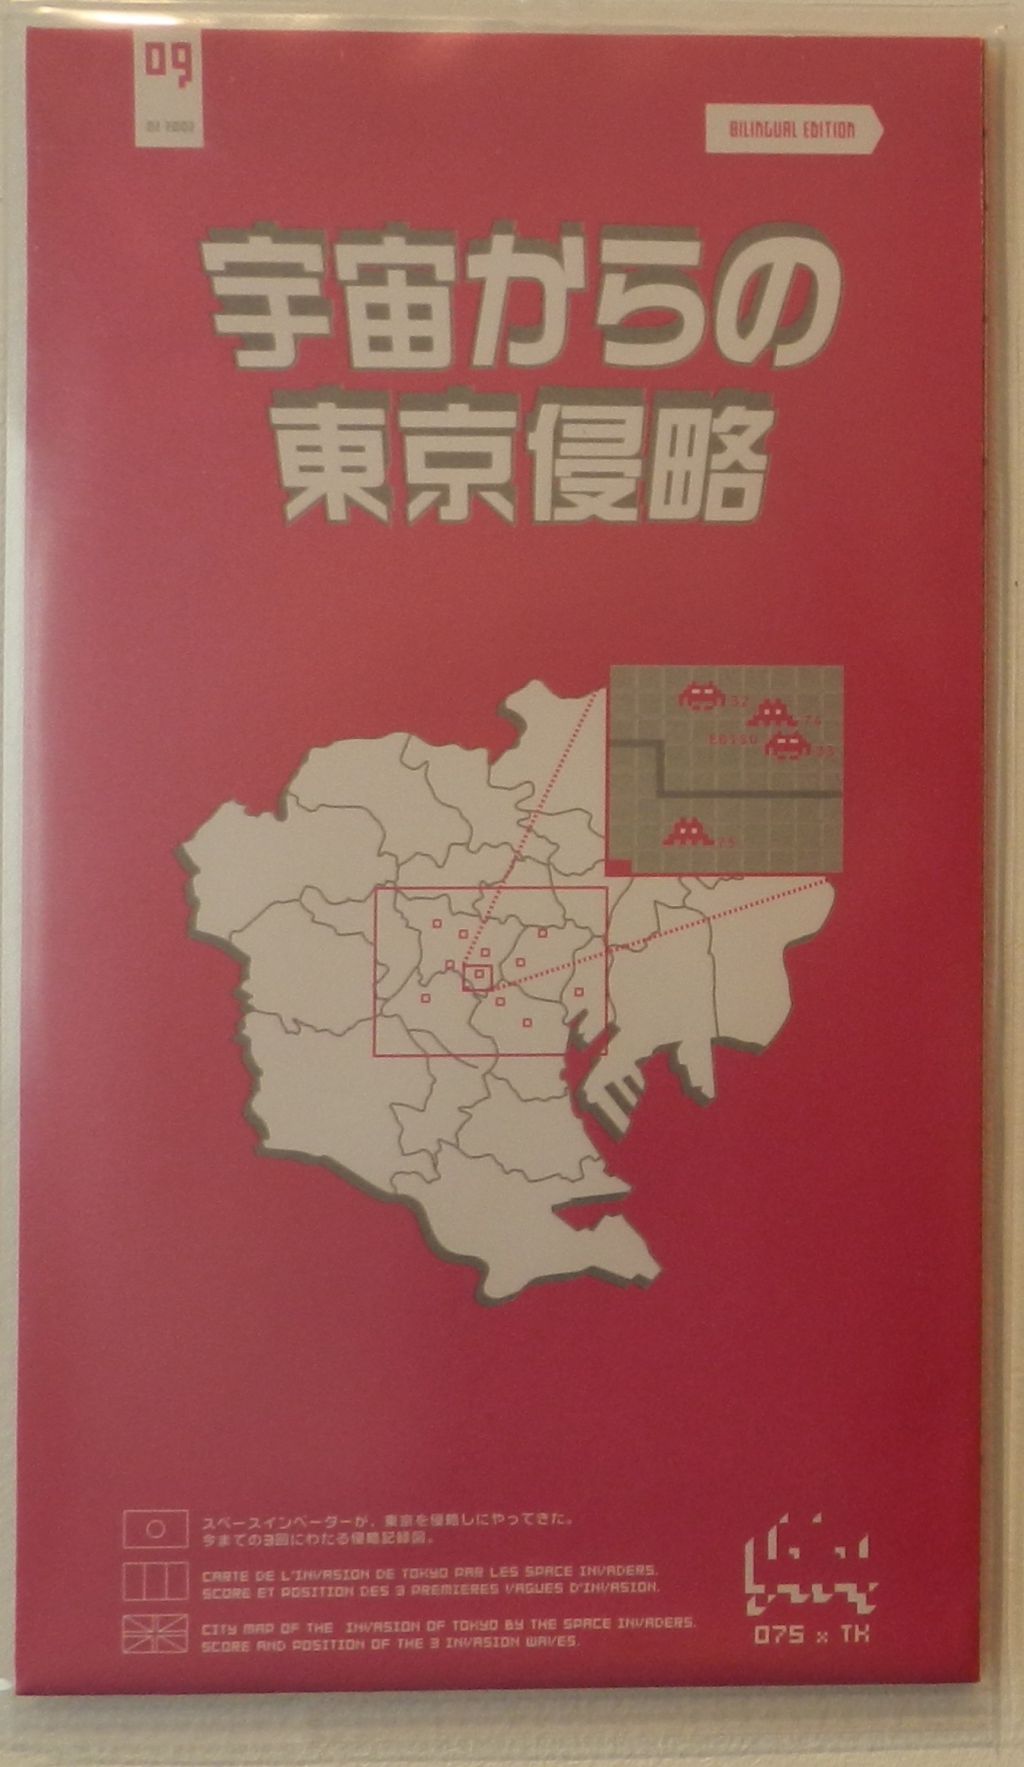 09
BILINGUAL EDITION
宇宙からの
東京侵略
32
74
EBISU
33
75
スペースインベーターが、東京を侵略しにやってきた。
今までの3回にわたる侵略記録図。
CARTE DE L'INVASION DE TOKYO PAR LES SPACE INVADERS.
SCORE ET POSITION DES 3 PREMIERES VAGUES D'INVASION.
CITY MAP OF THE INVASION OF TOKYO BY THE SPACE INVADERS.
SCORE AND POSITION OF THE 3 INVASION WAVES.
075 x TK